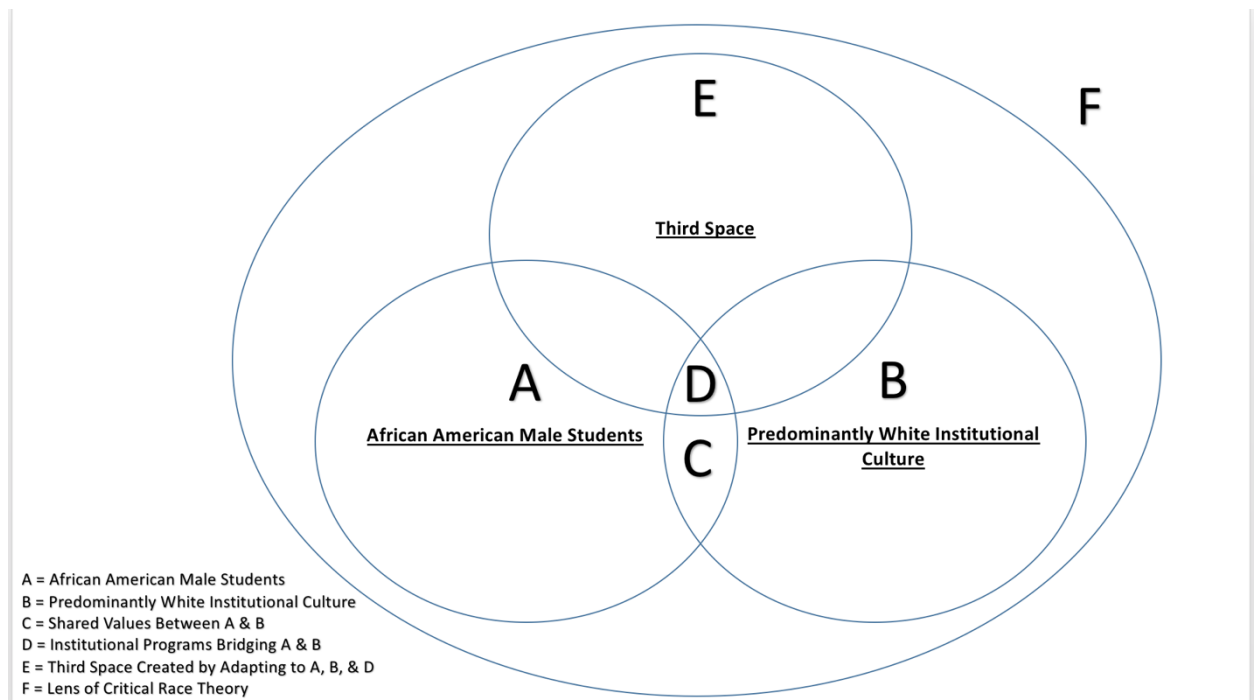 E
F
Third Space
A
D
B
African American Male Students
Predominantly White Institutional
Culture
C
A = African American Male Students
B = Predominantly White Institutional Culture
C = Shared Values Between A & B
D = Institutional Programs Bridging A & B
E = Third Space Created by Adapting to A, B, & D
F = Lens of Critical Race Theory